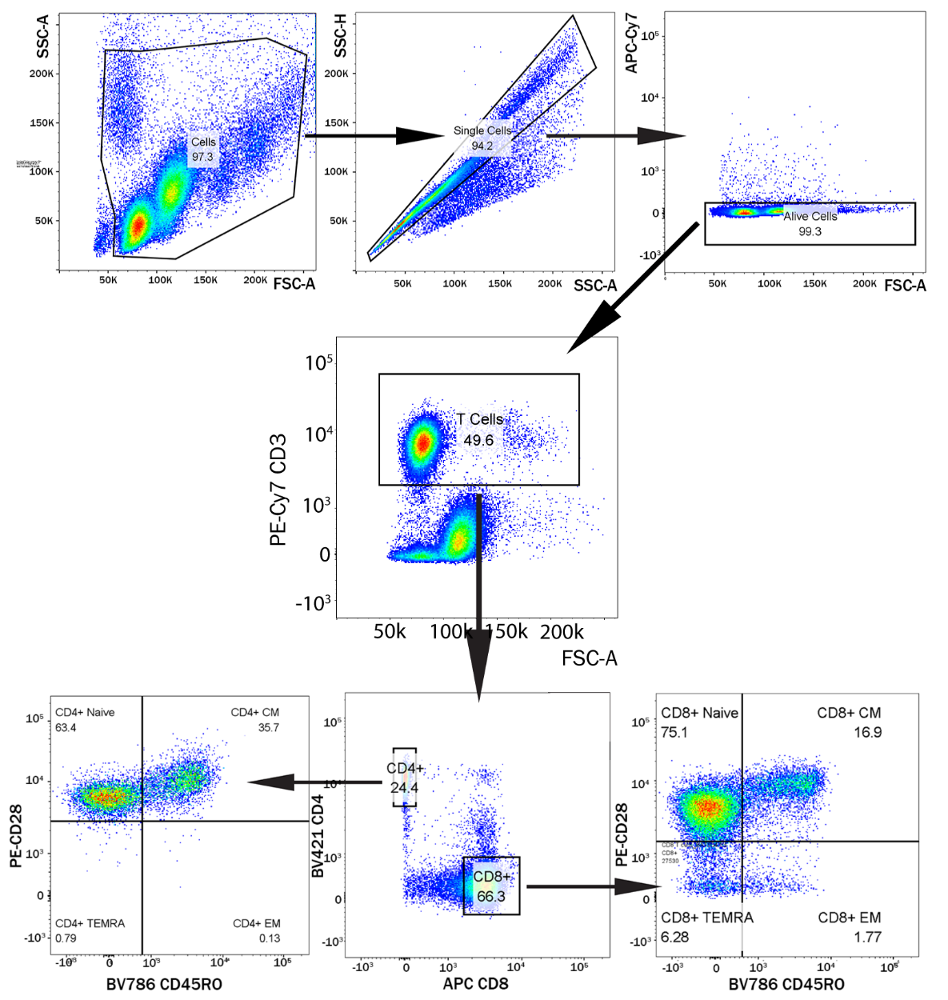 SSC-A
200K
150K
100K
50K
Cells
97.3
50K 100K 150K 200K
FSC-A
SSC-H
200K
150K
100K
50K
Single Cells
94.2
50K 100K 150K 200K
SSC-A
APC-Cy7
10⁵
10⁴
10³
0
-10³
Alive Cells
99.3
50K 100K 150K 200K
FSC-A
PE-Cy7 CD3
10⁵
10⁴
10³
0
-10³
T Cells
49.6
50k 100k 150k 200k
FSC-A
PE-CD28
10⁵
10⁴
10³
0
-10³
CD4+ Naive
63.4
CD4+ CM
35.7
CD4+ TEMRA
0.79
CD4+ EM
0.13
-10³ 0 10³ 10⁴ 10⁵
BV786 CD45RO
BV421 CD4
10⁵
10⁴
10³
0
-10³
CD4+
24.4
CD8+
66.3
-10³ 0 10³ 10⁴ 10⁵
APC CD8
PE-CD28
10⁵
10⁴
10³
0
-10³
CD8+ Naive
75.1
CD8+ CM
16.9
CD8+
27530
CD8+ TEMRA
6.28
CD8+ EM
1.77
-10³ 0 10³ 10⁴ 10⁵
BV786 CD45RO